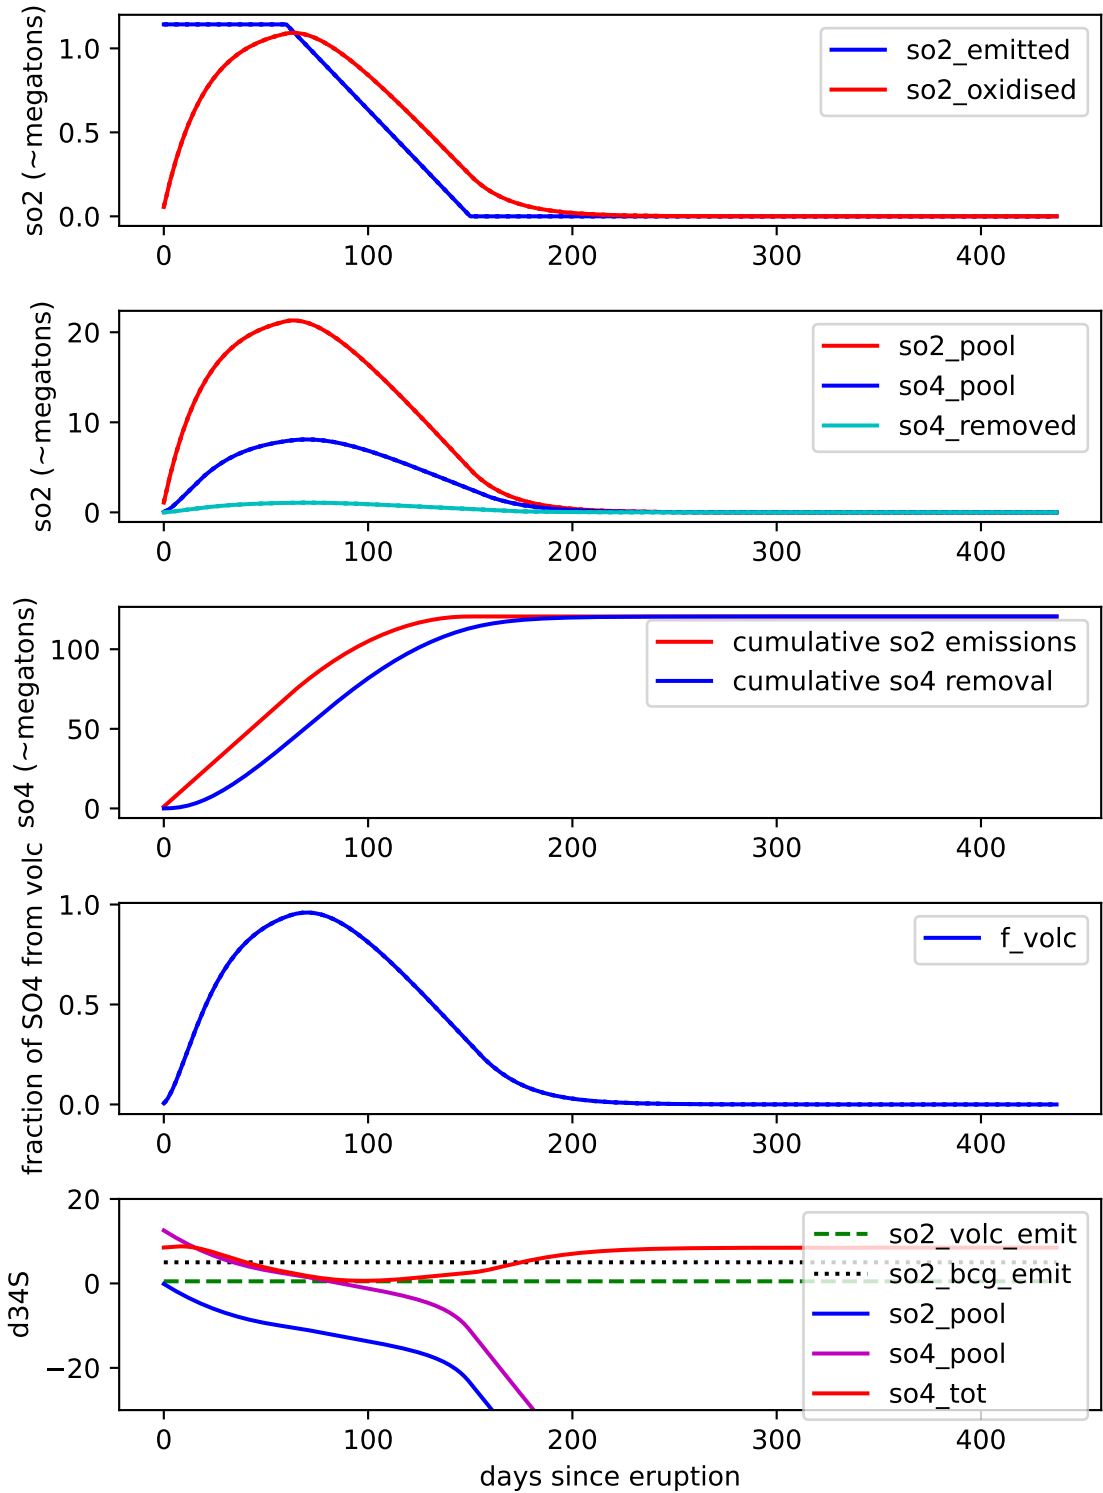 so2 (~megatons)
1.0
0.5
0.0
so2_emitted
so2_oxidised
0 100 200 300 400
so2 (~megatons)
20
10
0
so2_pool
so4_pool
so4_removed
0 100 200 300 400
so4 (~megatons)
100
50
0
cumulative so2 emissions
cumulative so4 removal
0 100 200 300 400
fraction of SO4 from volc
1.0
0.5
0.0
f_volc
0 100 200 300 400
d34S
20
0
−20
so2_volc_emit
so2_bcg_emit
so2_pool
so4_pool
so4_tot
0 100 200 300 400
days since eruption